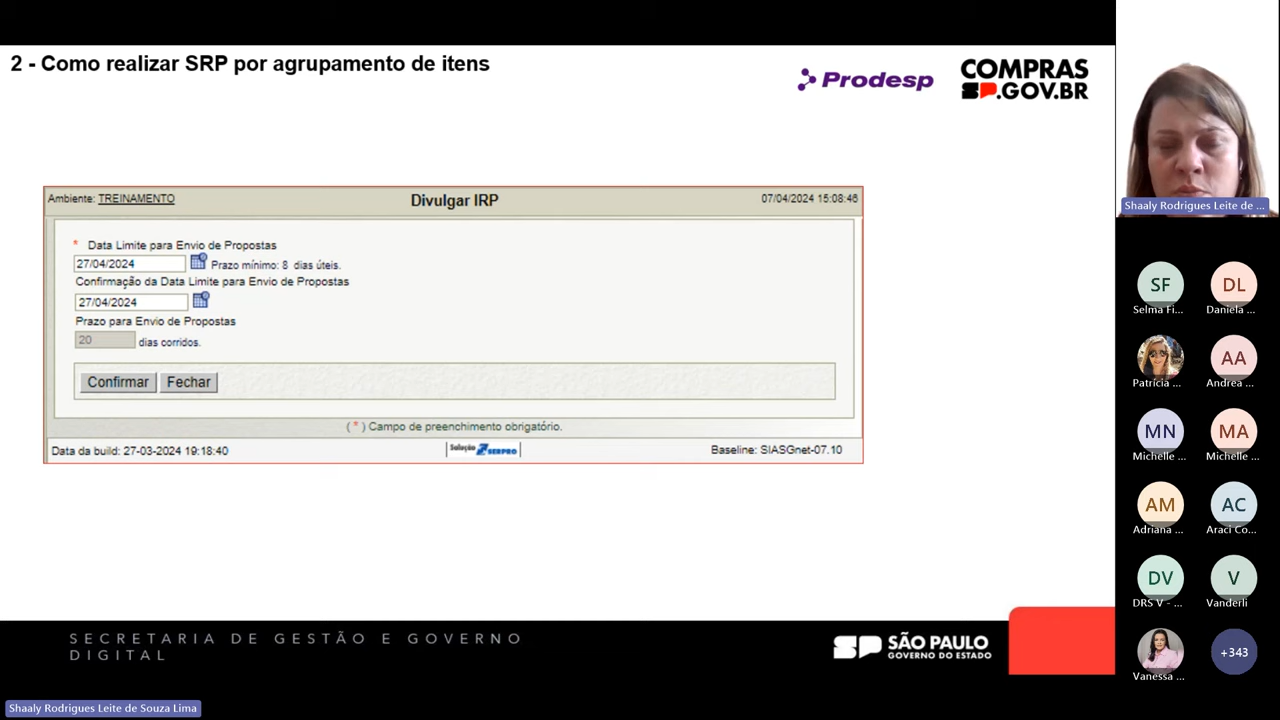 2 - Como realizar SRP por agrupamento de itens
Prodesp
COMPRAS
SP.GOV.BR
Ambiente: TREINAMENTO
Divulgar IRP
07/04/2024 15:08:46
* Data Limite para Envio de Propostas
27/04/2024
Prazo mínimo: 8 dias úteis.
Confirmação da Data Limite para Envio de Propostas
27/04/2024
Prazo para Envio de Propostas
20
dias corridos.
Confirmar
Fechar
( * ) Campo de preenchimento obrigatório.
Data da build: 27-03-2024 19:18:40
Solução
SERPRO
Baseline: SIASGnet-07.10
SECRETARIA DE GESTÃO E GOVERNO
DIGITAL
SP
SÃO PAULO
GOVERNO DO ESTADO
Shaaly Rodrigues Leite de ...
SF
DL
Selma Fi...
Daniela ...
AA
Patrícia ...
Andrea ...
MN
MA
Michelle ...
Michelle ...
AM
AC
Adriana ...
Araci Co...
DV
V
DRS V - ...
Vanderli
+343
Vanessa ...
Shaaly Rodrigues Leite de Souza Lima